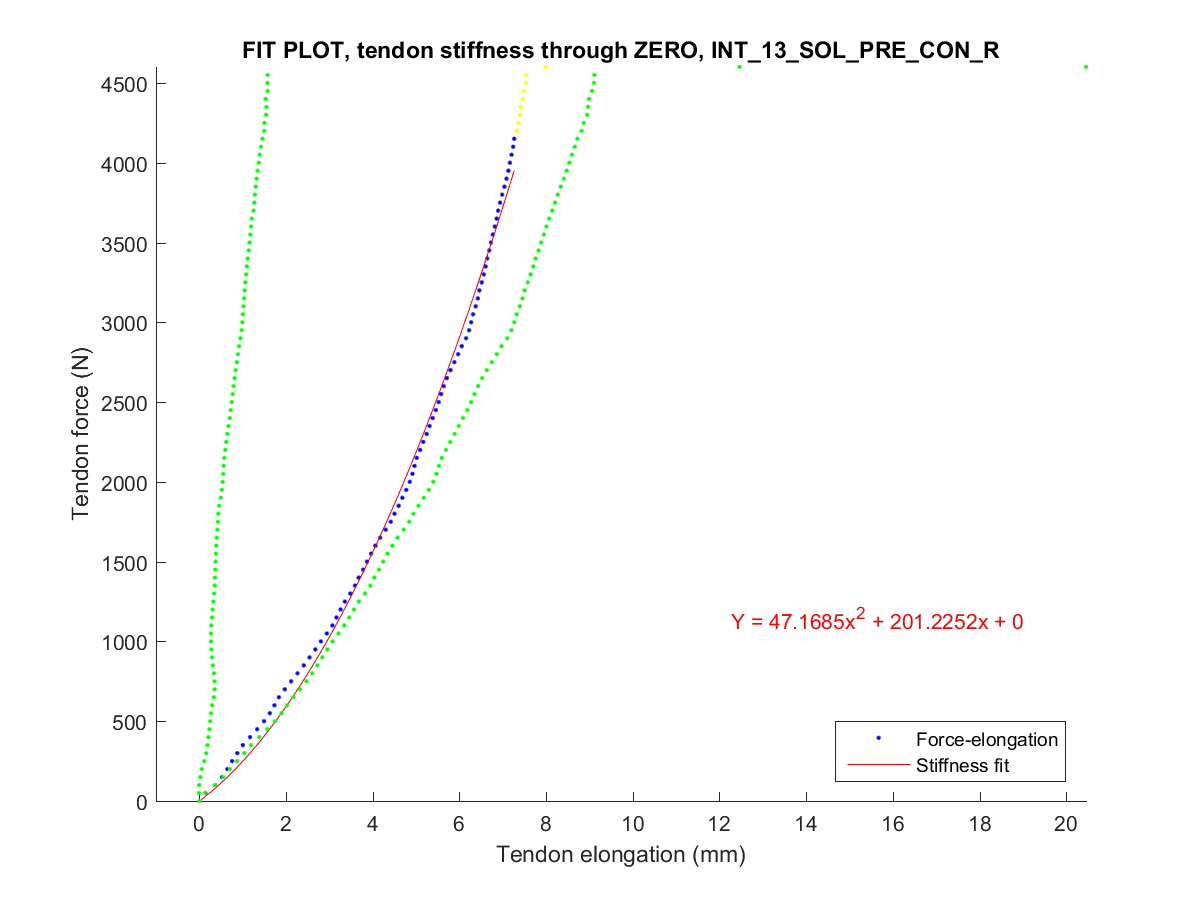 FIT PLOT, tendon stiffness through ZERO, INT_13_SOL_PRE_CON_R
4500
4000
3500
3000
2500
2000
1500
1000
500
0
Tendon force (N)
Y = 47.1685x² + 201.2252x + 0
Force-elongation
Stiffness fit
0 2 4 6 8 10 12 14 16 18 20
Tendon elongation (mm)